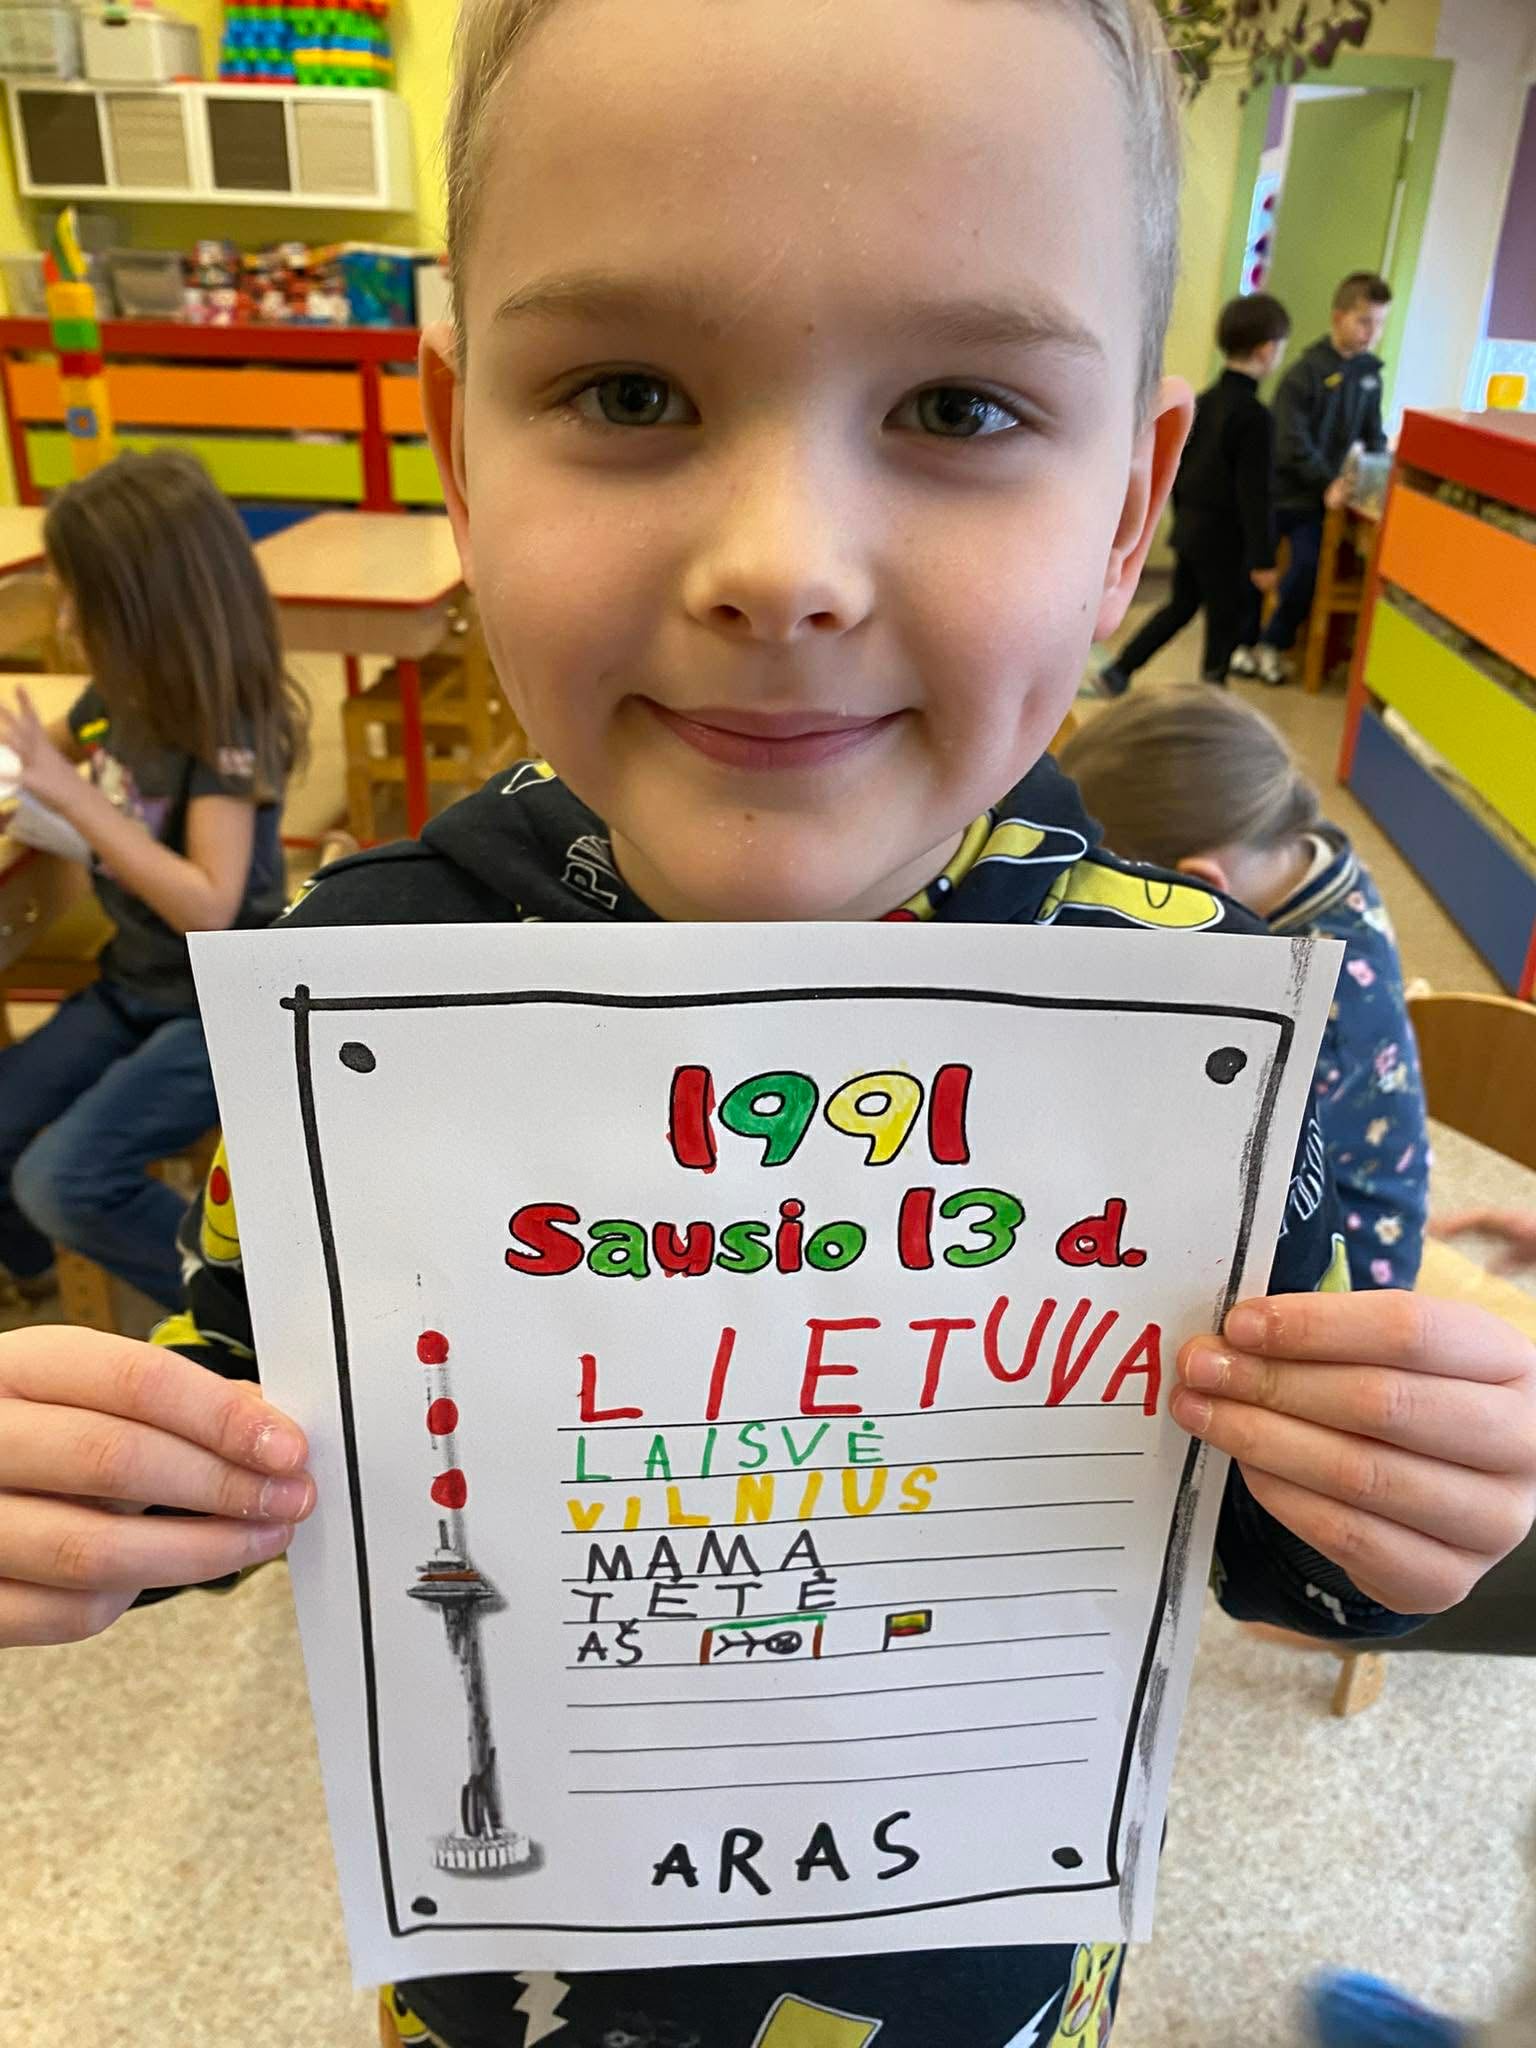 1991
Sausio 13 d.
LIETUVA
LAISVĖ
VILNIUS
MAMA
TĖTĖ
AŠ
ARAS